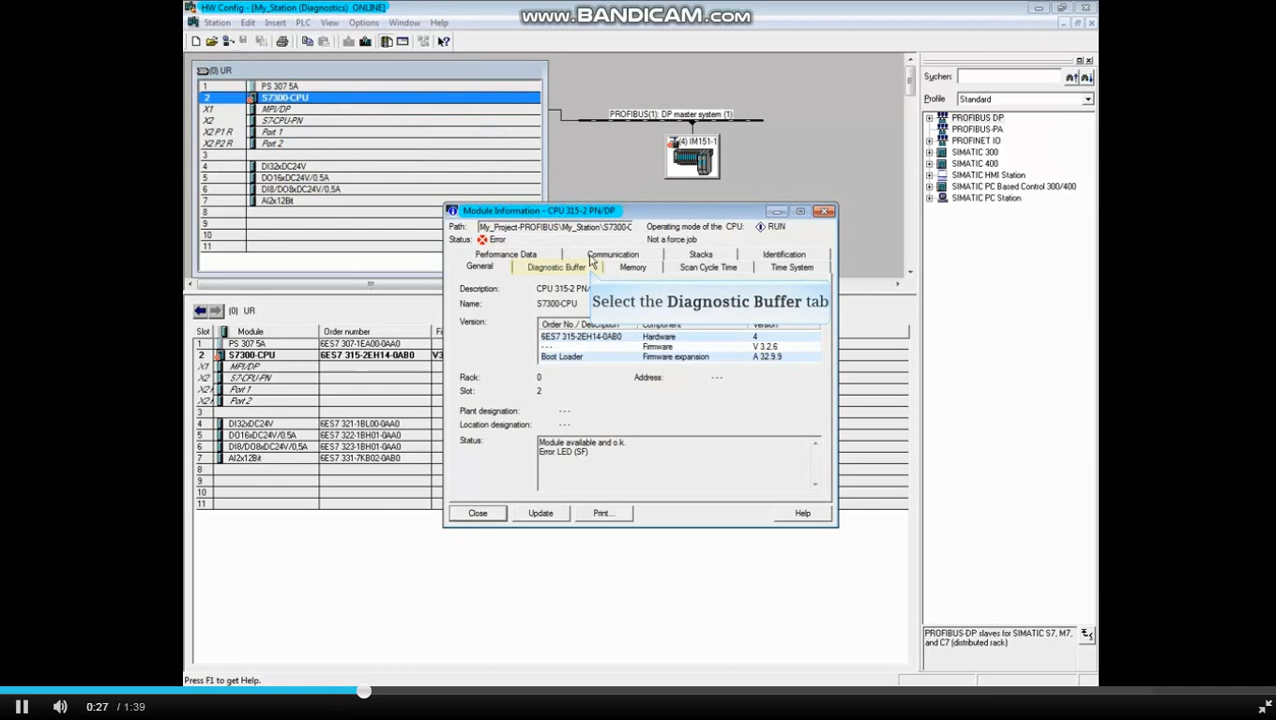 HW Config - [My_Station (Diagnostics) ONLINE]
www.BANDICAM.com
Station Edit Insert PLC View Options Window Help
(0) UR
1 PS 307 5A
2 S7300-CPU
X1 MPI/DP
X2 S7-CPU-PN
X2 P1 R Port 1
X2 P2 R Port 2
3
4 DI32xDC24V
5 DO16xDC24V/0.5A
6 DI8/DO8xDC24V/0.5A
7 AI2x12Bit
8
9
10
11
PROFIBUS(1): DP master system (1)
(4) IM151-1
Suchen:
Profile Standard
PROFIBUS DP
PROFIBUS-PA
PROFINET IO
SIMATIC 300
SIMATIC 400
SIMATIC HMI Station
SIMATIC PC Based Control 300/400
SIMATIC PC Station
Module Information - CPU 315-2 PN/DP
Path: My_Project-PROFIBUS\My_Station\S7300-C Operating mode of the CPU: RUN
Status: Error Not a force job
Performance Data Communication Stacks Identification
General Diagnostic Buffer Memory Scan Cycle Time Time System
Description: CPU 315-2 PN/
Select the Diagnostic Buffer tab
Name: S7300-CPU
Version: Order No./ Description Component Version
6ES7 315-2EH14-0AB0 Hardware 4
--- Firmware V 3.2.6
Boot Loader Firmware expansion A 32.9.9
Rack: 0 Address: ---
Slot: 2
Plant designation: ---
Location designation: ---
Status: Module available and o.k.
Error LED (SF)
Close Update Print... Help
(0) UR
Slot Module Order number Fi
1 PS 307 5A 6ES7 307-1EA00-0AA0
2 S7300-CPU 6ES7 315-2EH14-0AB0 V3
X1 MPI/DP
X2 S7-CPU-PN
X2 Port 1
X2 Port 2
3
4 DI32xDC24V 6ES7 321-1BL00-0AA0
5 DO16xDC24V/0.5A 6ES7 322-1BH01-0AA0
6 DI8/DO8xDC24V/0.5A 6ES7 323-1BH01-0AA0
7 AI2x12Bit 6ES7 331-7KB02-0AB0
8
9
10
11
PROFIBUS-DP slaves for SIMATIC S7, M7, and C7 (distributed rack)
Press F1 to get Help.
0:27 / 1:39